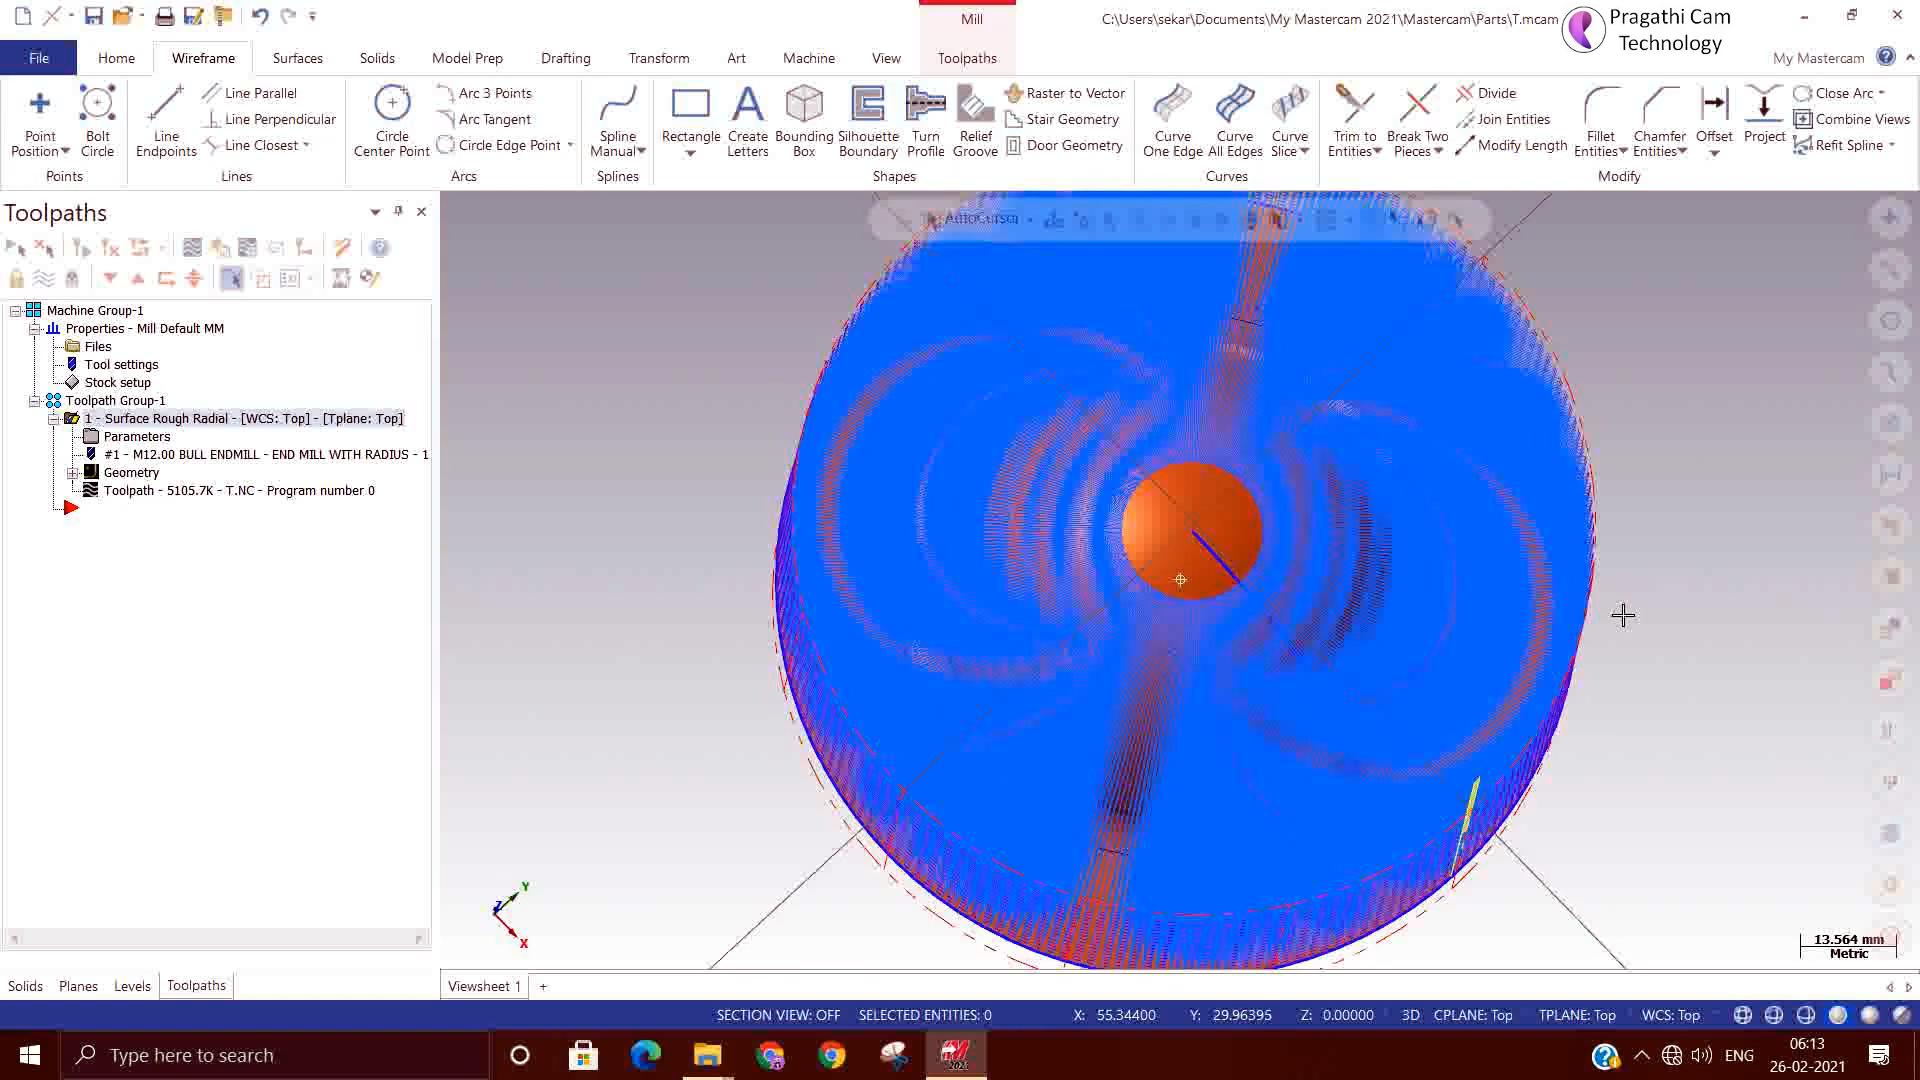 Mill
C:\Users\sekar\Documents\My Mastercam 2021\Mastercam\Parts\T.mcam
Pragathi Cam
Technology
File
Home
Wireframe
Surfaces
Solids
Model Prep
Drafting
Transform
Art
Machine
View
Toolpaths
My Mastercam
Point
Position
Bolt
Circle
Points
Line
Endpoints
Line Parallel
Line Perpendicular
Line Closest
Lines
Circle
Center Point
Arc 3 Points
Arc Tangent
Circle Edge Point
Arcs
Spline
Manual
Splines
Rectangle
Create
Letters
Bounding
Box
Silhouette
Boundary
Turn
Profile
Relief
Groove
Raster to Vector
Stair Geometry
Door Geometry
Shapes
Curve
One Edge
Curve
All Edges
Curve
Slice
Curves
Trim to
Entities
Break Two
Pieces
Divide
Join Entities
Modify Length
Fillet
Entities
Chamfer
Entities
Offset
Project
Close Arc
Combine Views
Refit Spline
Modify
Toolpaths
AutoCursor
Machine Group-1
Properties - Mill Default MM
Files
Tool settings
Stock setup
Toolpath Group-1
1 - Surface Rough Radial - [WCS: Top] - [Tplane: Top]
Parameters
#1 - M12.00 BULL ENDMILL - END MILL WITH RADIUS - 1
Geometry
Toolpath - 5105.7K - T.NC - Program number 0
Y
Z
X
13.564 mm
Metric
Solids
Planes
Levels
Toolpaths
Viewsheet 1
+
SECTION VIEW: OFF
SELECTED ENTITIES: 0
X: 55.34400
Y: 29.96395
Z: 0.00000
3D
CPLANE: Top
TPLANE: Top
WCS: Top
Type here to search
2021
ENG
06:13
26-02-2021